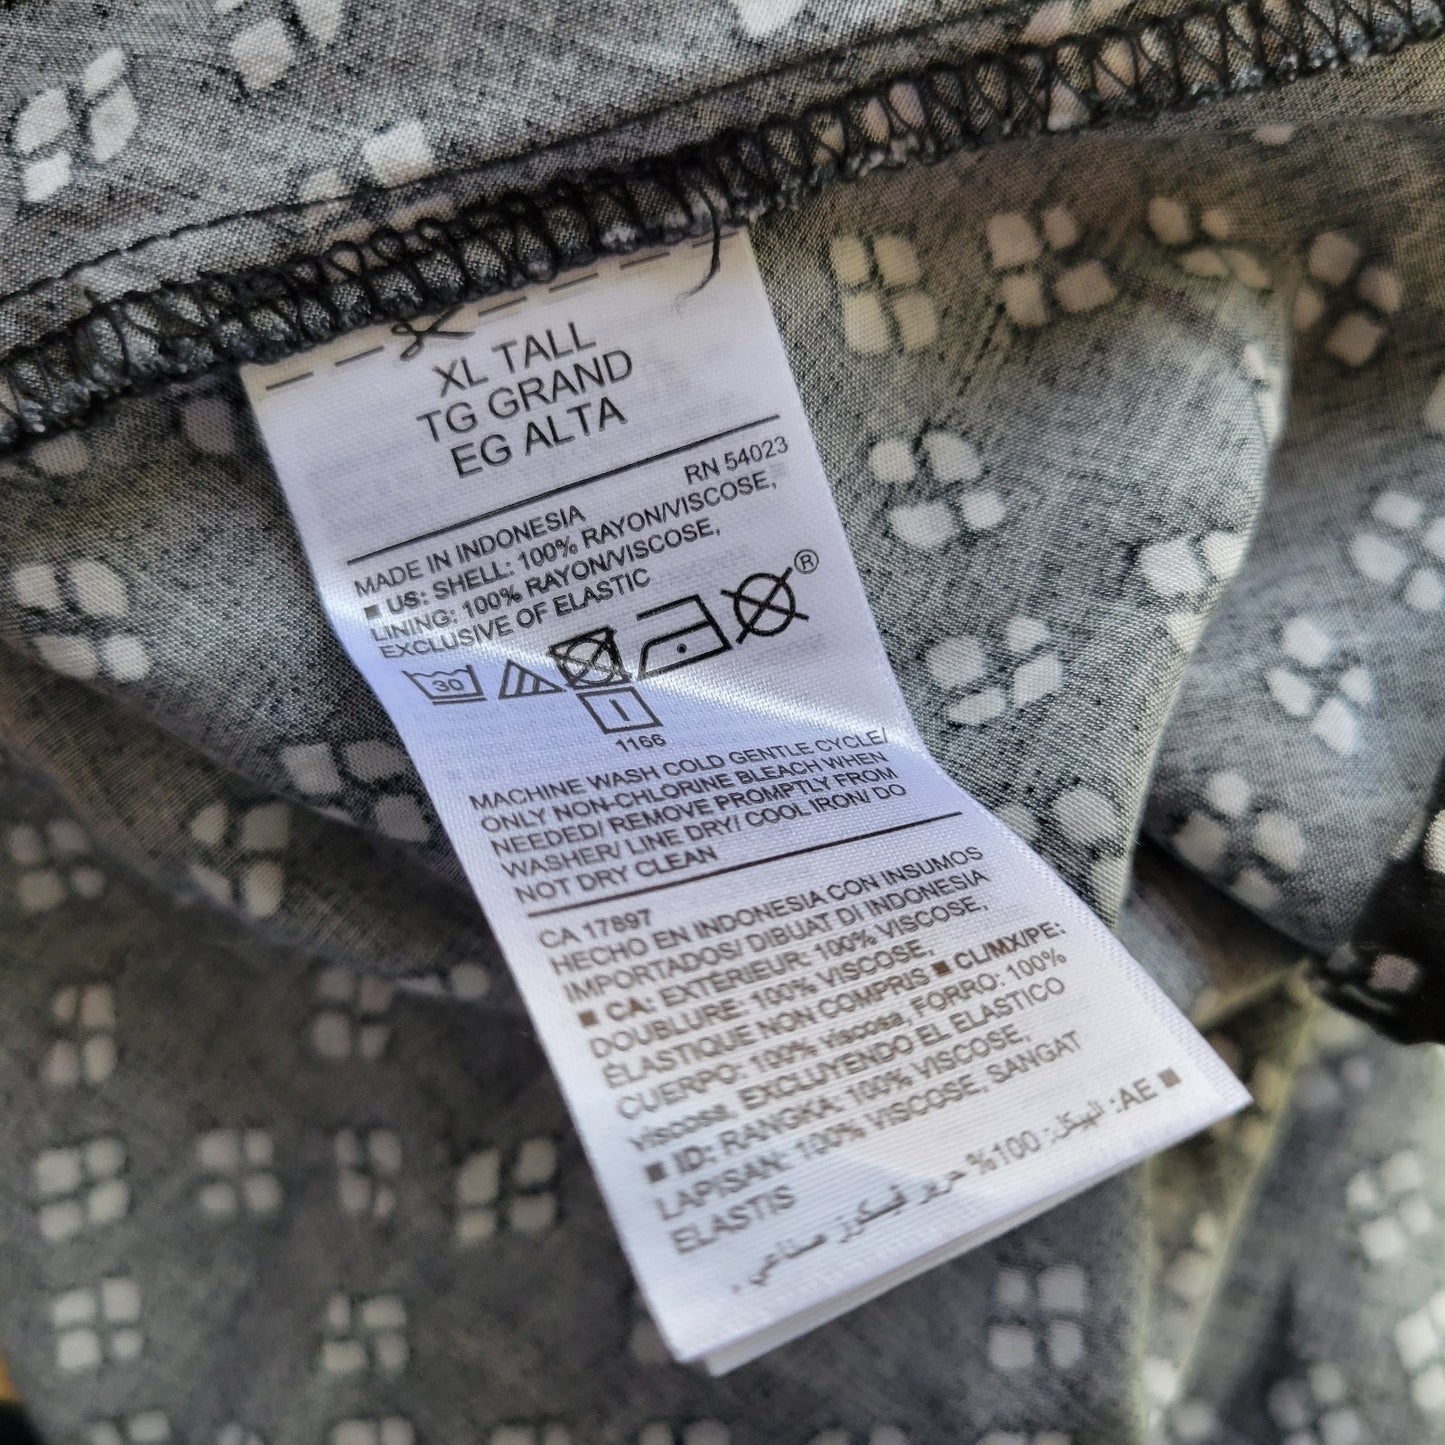 XL TALL
TG GRAND
EG ALTA
RN 54023
MADE IN INDONESIA
■ US: SHELL: 100% RAYON/VISCOSE,
LINING: 100% RAYON/VISCOSE,
EXCLUSIVE OF ELASTIC
30
®
1166
MACHINE WASH COLD GENTLE CYCLE/
ONLY NON-CHLORINE BLEACH WHEN
NEEDED/ REMOVE PROMPTLY FROM
WASHER/ LINE DRY/ COOL IRON/ DO
NOT DRY CLEAN
CA 17897
HECHO EN INDONESIA CON INSUMOS
IMPORTADOS/ DIBUAT DI INDONESIA
■ CA: EXTÉRIEUR: 100% VISCOSE,
DOUBLURE: 100% VISCOSE,
ÉLASTIQUE NON COMPRIS ■ CL/MX/PE:
CUERPO: 100% viscosa, FORRO: 100%
viscosa, EXCLUYENDO EL ELASTICO
■ ID: RANGKA: 100% VISCOSE,
LAPISAN: 100% VISCOSE, SANGAT
ELASTIS
■ AE: الهيكل: 100% حرير فيكوز صناعي ,